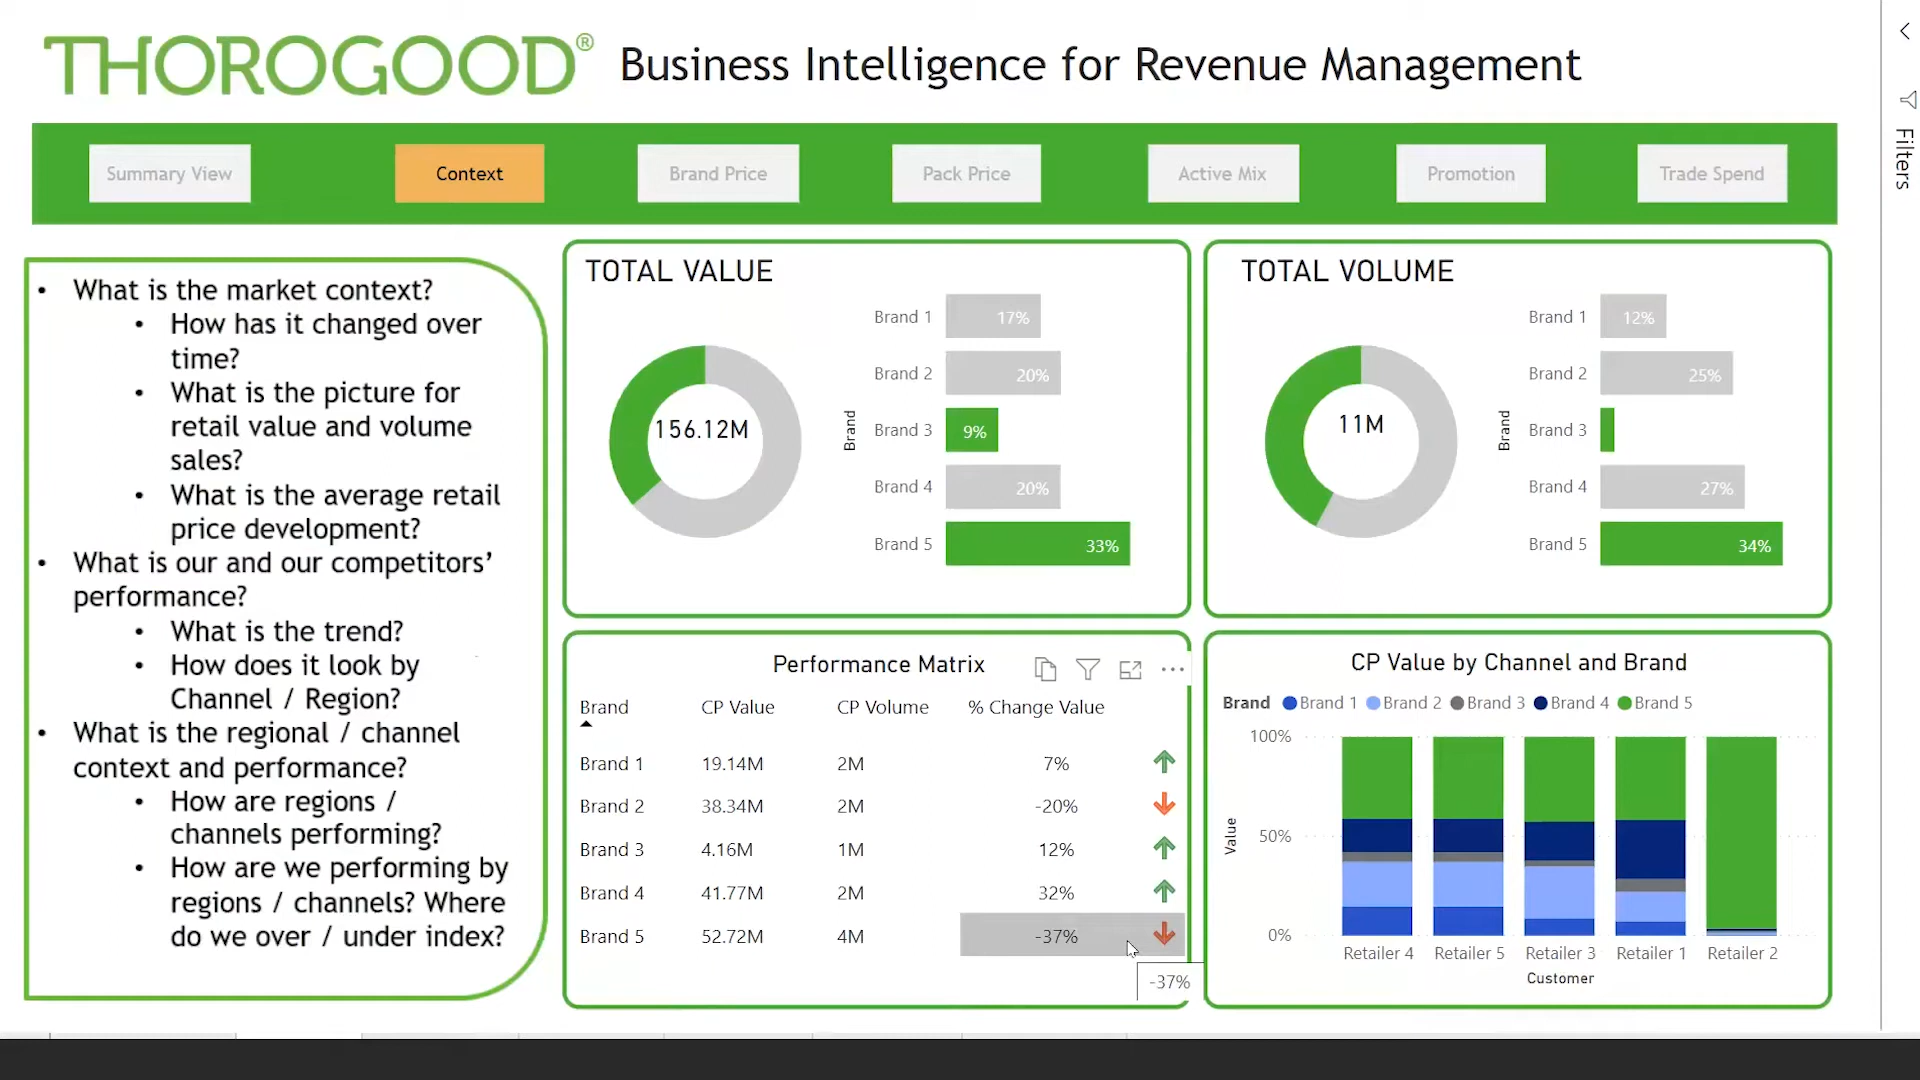 THOROGOOD®
Business Intelligence for Revenue Management
Summary View
Context
Brand Price
Pack Price
Active Mix
Promotion
Trade Spend
Filters
• What is the market context?
• How has it changed over
time?
• What is the picture for
retail value and volume
sales?
• What is the average retail
price development?
• What is our and our competitors’
performance?
• What is the trend?
• How does it look by
Channel / Region?
• What is the regional / channel
context and performance?
• How are regions /
channels performing?
• How are we performing by
regions / channels? Where
do we over / under index?
TOTAL VALUE
156.12M
Brand
Brand 1 17%
Brand 2 20%
Brand 3 9%
Brand 4 20%
Brand 5 33%
TOTAL VOLUME
11M
Brand
Brand 1 12%
Brand 2 25%
Brand 3
Brand 4 27%
Brand 5 34%
Performance Matrix
Brand CP Value CP Volume % Change Value
Brand 1 19.14M 2M 7%
Brand 2 38.34M 2M -20%
Brand 3 4.16M 1M 12%
Brand 4 41.77M 2M 32%
Brand 5 52.72M 4M -37%
-37%
CP Value by Channel and Brand
Brand Brand 1 Brand 2 Brand 3 Brand 4 Brand 5
100%
50%
0%
Value
Retailer 4 Retailer 5 Retailer 3 Retailer 1 Retailer 2
Customer